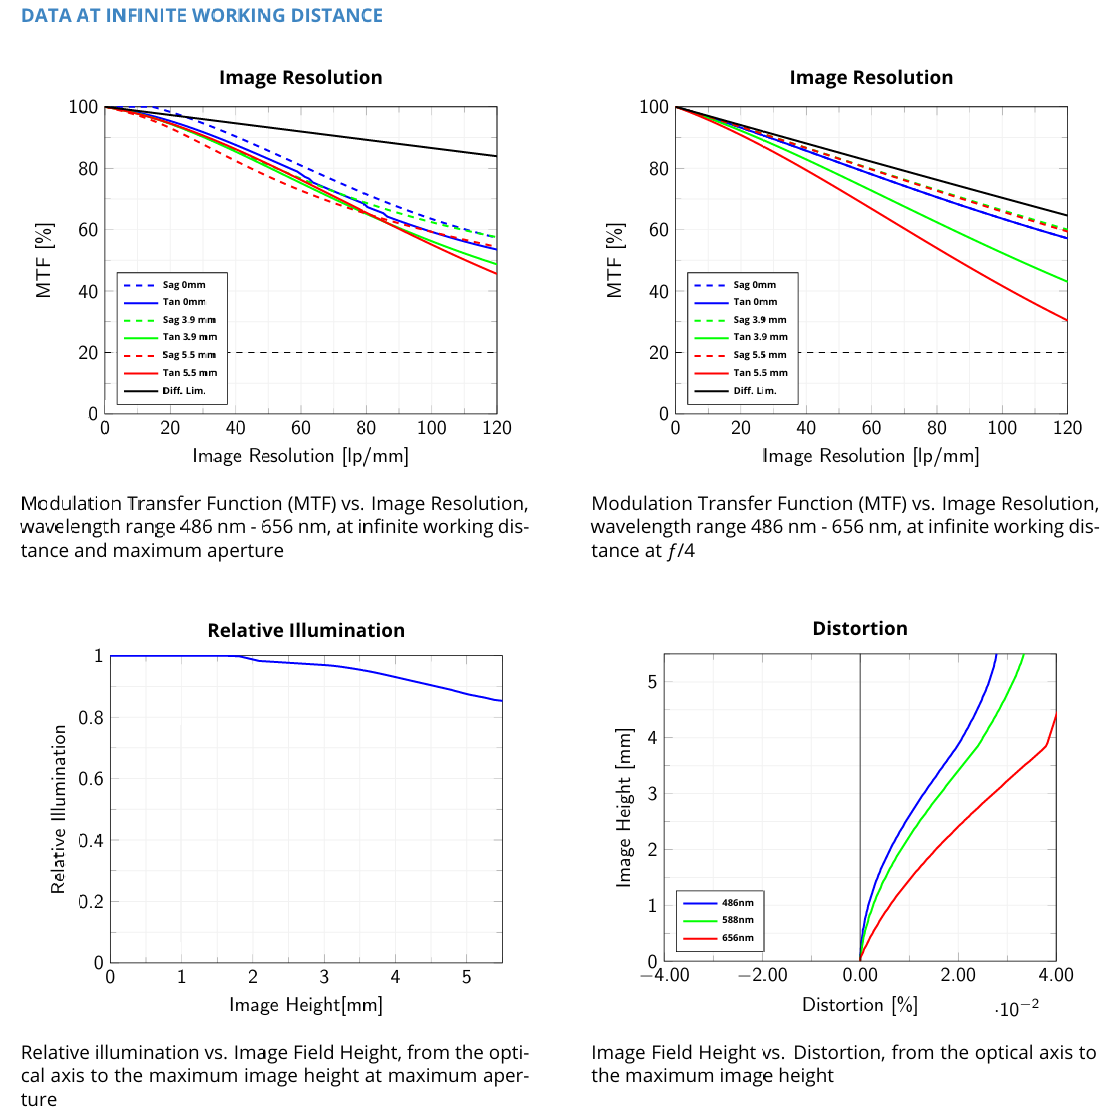 DATA AT INFINITE WORKING DISTANCE
Image Resolution
100
80
60
40
20
0
MTF [%]
Sag 0mm
Tan 0mm
Sag 3.9 mm
Tan 3.9 mm
Sag 5.5 mm
Tan 5.5 mm
Diff. Lim.
0 20 40 60 80 100 120
Image Resolution [lp/mm]
Modulation Transfer Function (MTF) vs. Image Resolution,
wavelength range 486 nm - 656 nm, at infinite working dis-
tance and maximum aperture
Image Resolution
100
80
60
40
20
0
MTF [%]
Sag 0mm
Tan 0mm
Sag 3.9 mm
Tan 3.9 mm
Sag 5.5 mm
Tan 5.5 mm
Diff. Lim.
0 20 40 60 80 100 120
Image Resolution [lp/mm]
Modulation Transfer Function (MTF) vs. Image Resolution,
wavelength range 486 nm - 656 nm, at infinite working dis-
tance at ƒ/4
Relative Illumination
1
0.8
0.6
0.4
0.2
0
Relative Illumination
0 1 2 3 4 5
Image Height[mm]
Relative illumination vs. Image Field Height, from the opti-
cal axis to the maximum image height at maximum aper-
ture
Distortion
5
4
3
2
1
0
Image Height [mm]
486nm
588nm
656nm
−4.00 −2.00 0.00 2.00 4.00
Distortion [%]
·10⁻²
Image Field Height vs. Distortion, from the optical axis to
the maximum image height